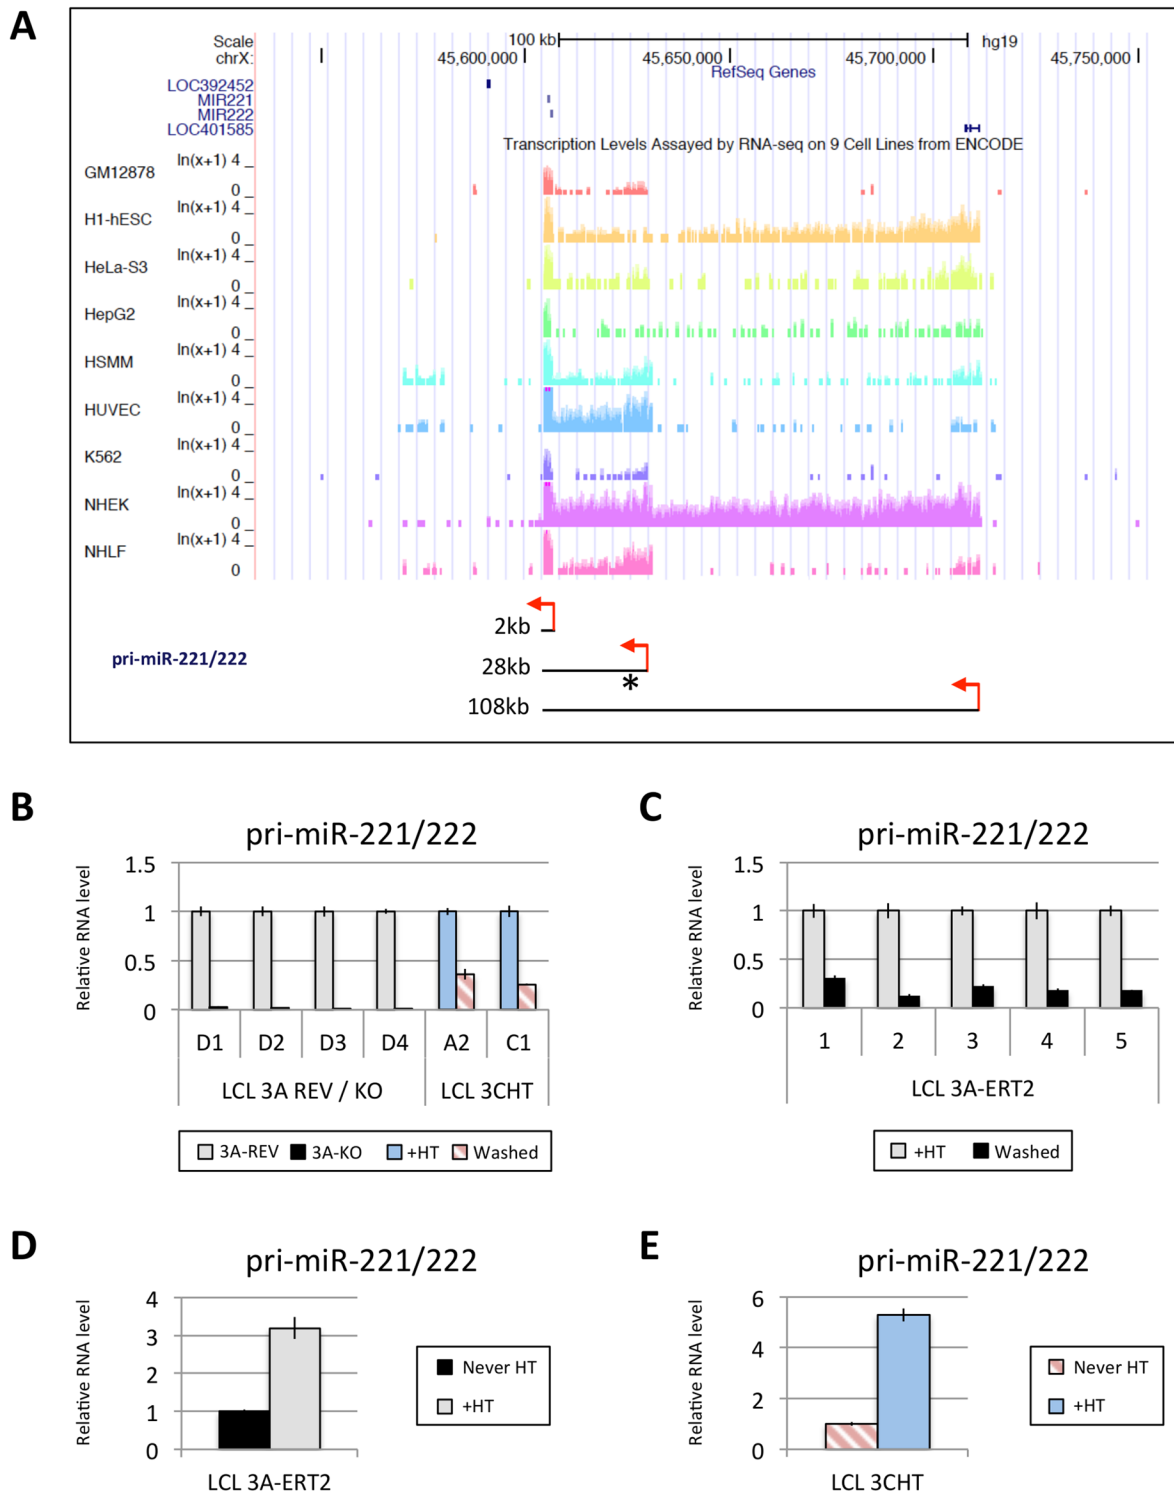 A
Scale
100 kb
hg19
chrX:
45,600,000
45,650,000
45,700,000
45,750,000
RefSeq Genes
LOC392452
MIR221
MIR222
LOC401585
Transcription Levels Assayed by RNA-seq on 9 Cell Lines from ENCODE
GM12878
ln(x+1) 4
0
H1-hESC
ln(x+1) 4
0
HeLa-S3
ln(x+1) 4
0
HepG2
ln(x+1) 4
0
HSMM
ln(x+1) 4
0
HUVEC
ln(x+1) 4
0
K562
ln(x+1) 4
0
NHEK
ln(x+1) 4
0
NHLF
ln(x+1) 4
0
pri-miR-221/222
2kb
28kb
*
108kb
B
pri-miR-221/222
Relative RNA level
1.5
1
0.5
0
D1 D2 D3 D4 A2 C1
LCL 3A REV / KO LCL 3CHT
3A-REV 3A-KO +HT Washed
C
pri-miR-221/222
Relative RNA level
1.5
1
0.5
0
1 2 3 4 5
LCL 3A-ERT2
+HT Washed
D
pri-miR-221/222
Relative RNA level
4
3
2
1
0
LCL 3A-ERT2
Never HT
+HT
E
pri-miR-221/222
Relative RNA level
6
4
2
0
LCL 3CHT
Never HT
+HT